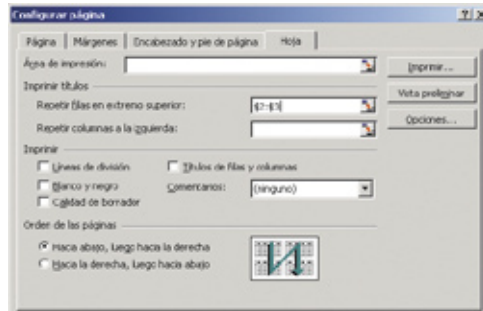 Configurar página
Página Márgenes Encabezado y pie de página Hoja
Área de impresión:
Imprimir...
Imprimir títulos
Repetir filas en extremo superior: $2:$3
Vista preliminar
Repetir columnas a la izquierda:
Opciones...
Imprimir
Líneas de división Títulos de filas y columnas
Blanco y negro Comentarios: (ninguno)
Calidad de borrador
Orden de las páginas
Hacia abajo, luego hacia la derecha
Hacia la derecha, luego hacia abajo